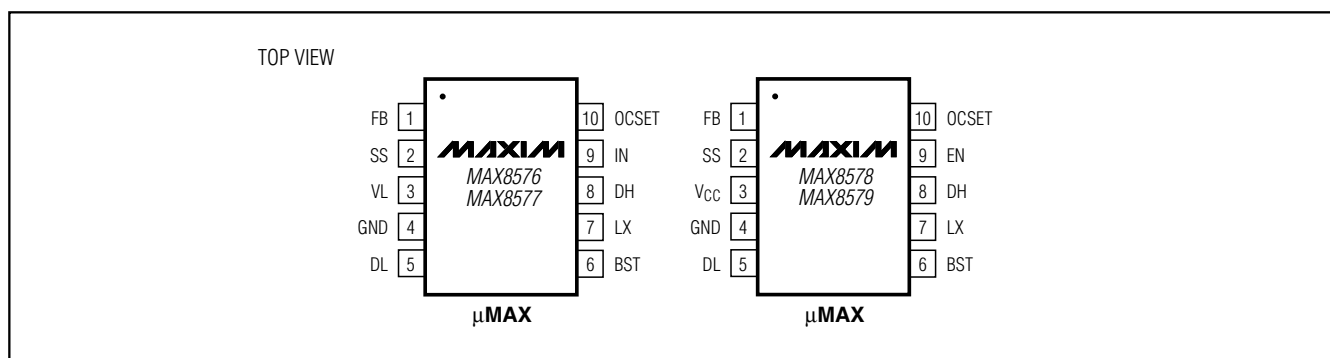 TOP VIEW
FB 1
SS 2
VL 3
GND 4
DL 5
MAXIM
MAX8576
MAX8577
10 OCSET
9 IN
8 DH
7 LX
6 BST
µMAX
FB 1
SS 2
VCC 3
GND 4
DL 5
MAXIM
MAX8578
MAX8579
10 OCSET
9 EN
8 DH
7 LX
6 BST
µMAX